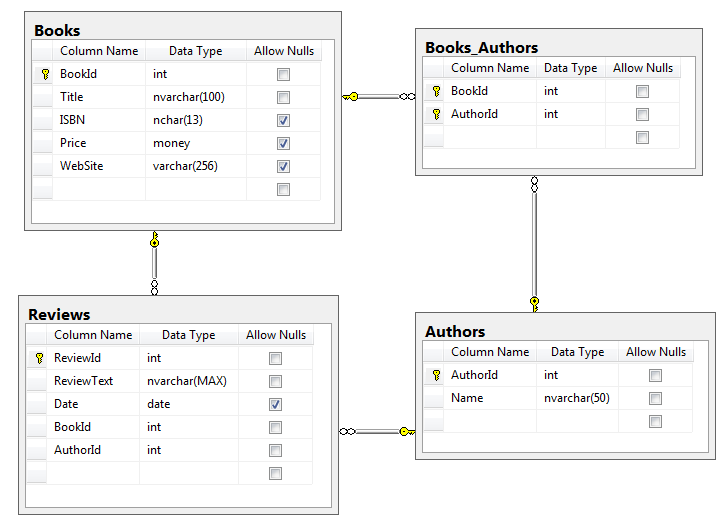 Books
Column Name Data Type Allow Nulls
BookId int
Title nvarchar(100)
ISBN nchar(13)
Price money
WebSite varchar(256)
Books_Authors
Column Name Data Type Allow Nulls
BookId int
AuthorId int
Reviews
Column Name Data Type Allow Nulls
ReviewId int
ReviewText nvarchar(MAX)
Date date
BookId int
AuthorId int
Authors
Column Name Data Type Allow Nulls
AuthorId int
Name nvarchar(50)